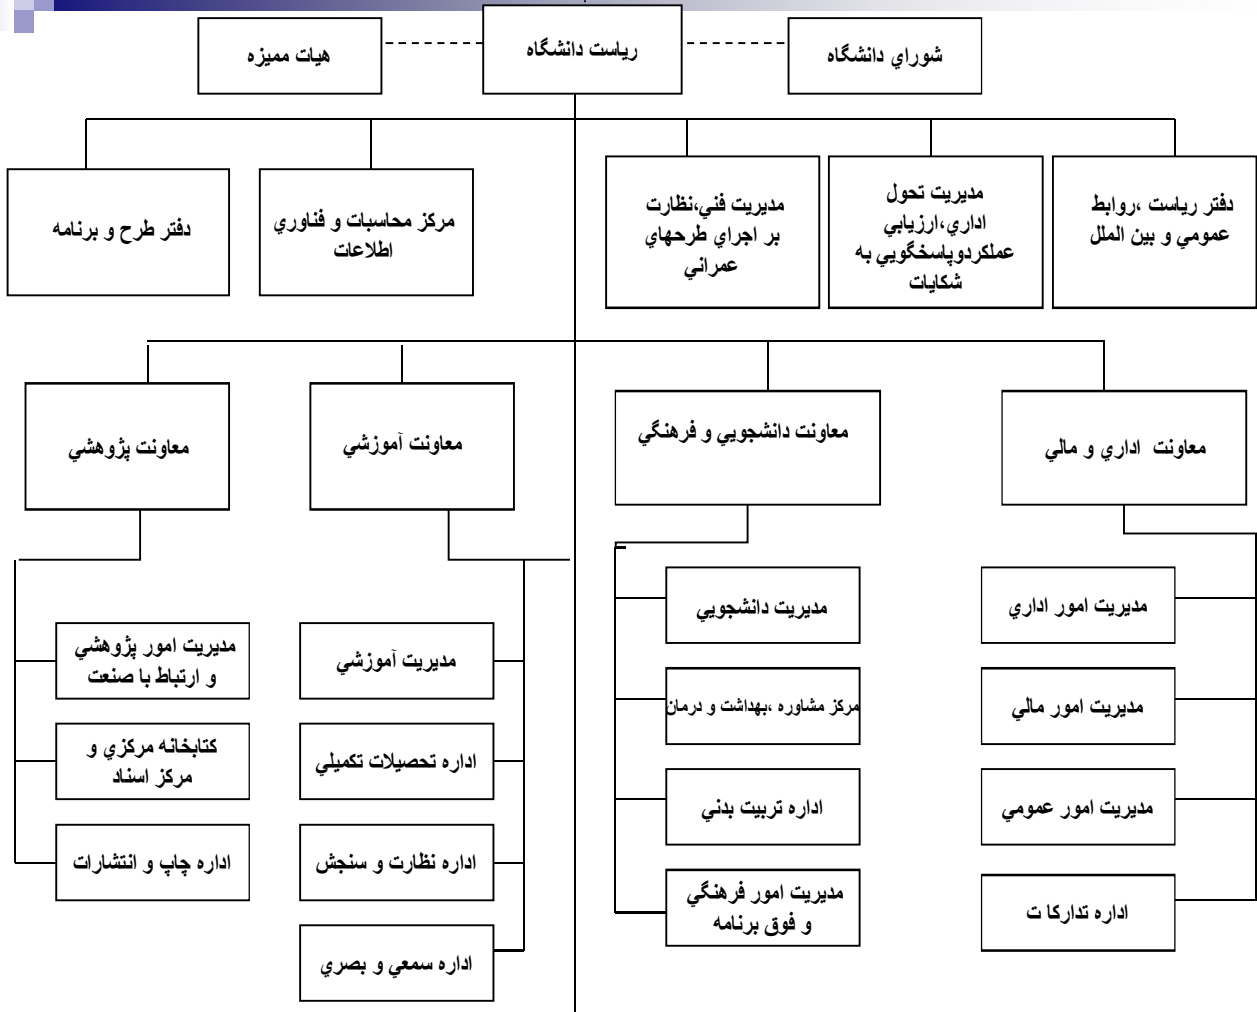 شوراي دانشگاه
رياست دانشگاه
هيات مميزه
دفتر رياست ،روابط
عمومي و بين الملل
مديريت تحول
اداري،ارزيابي
عملكردوپاسخگويي به
شكايات
مديريت فني،نظارت
بر اجراي طرحهاي
عمراني
مركز محاسبات و فناوري
اطلاعات
دفتر طرح و برنامه
معاونت اداري و مالي
معاونت دانشجويي و فرهنگي
معاونت آموزشي
معاونت پژوهشي
مديريت امور اداري
مديريت امور مالي
مديريت امور عمومي
اداره تداركا ت
مديريت دانشجويي
مركز مشاوره ،بهداشت و درمان
اداره تربيت بدني
مديريت امور فرهنگي
و فوق برنامه
مديريت آموزشي
اداره تحصيلات تكميلي
اداره نظارت و سنجش
اداره سمعي و بصري
مديريت امور پژوهشي
و ارتباط با صنعت
كتابخانه مركزي و
مركز اسناد
اداره چاپ و انتشارات